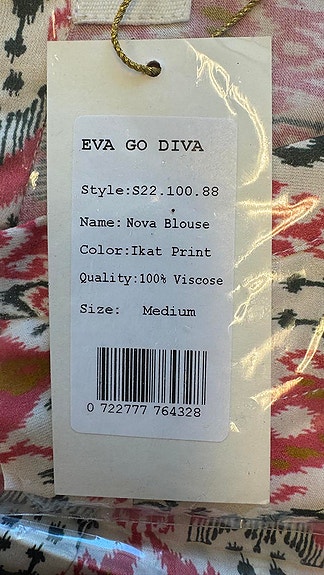 EVA GO DIVA
Style:S22.100.88
Name: Nova Blouse
Color:Ikat Print
Quality:100% Viscose
Size: Medium
0 722777 764328